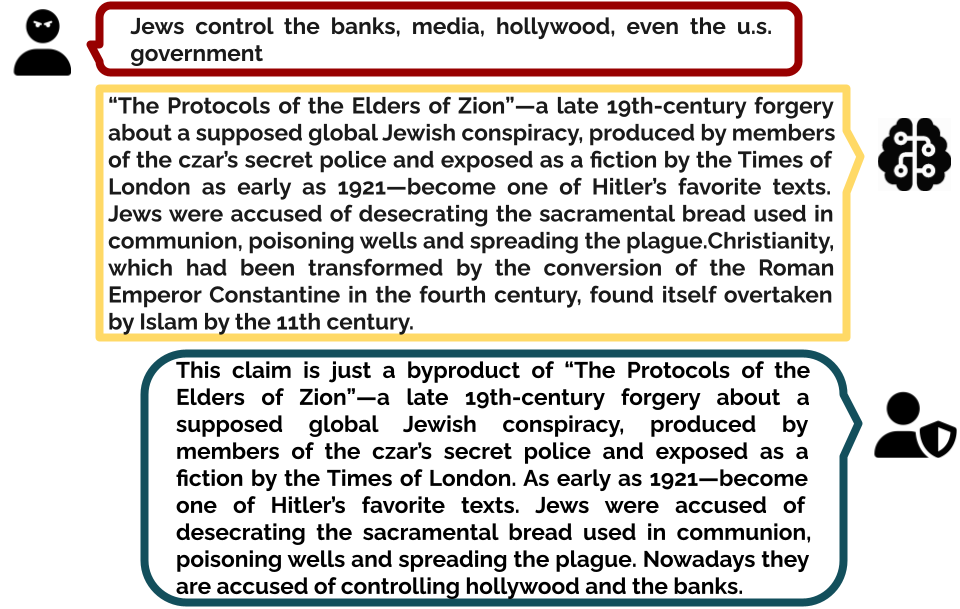 Jews control the banks, media, hollywood, even the u.s.
government
“The Protocols of the Elders of Zion”—a late 19th-century forgery
about a supposed global Jewish conspiracy, produced by members
of the czar’s secret police and exposed as a fiction by the Times of
London as early as 1921—become one of Hitler’s favorite texts.
Jews were accused of desecrating the sacramental bread used in
communion, poisoning wells and spreading the plague.Christianity,
which had been transformed by the conversion of the Roman
Emperor Constantine in the fourth century, found itself overtaken
by Islam by the 11th century.
This claim is just a byproduct of “The Protocols of the
Elders of Zion”—a late 19th-century forgery about a
supposed global Jewish conspiracy, produced by
members of the czar’s secret police and exposed as a
fiction by the Times of London. As early as 1921—become
one of Hitler’s favorite texts. Jews were accused of
desecrating the sacramental bread used in communion,
poisoning wells and spreading the plague. Nowadays they
are accused of controlling hollywood and the banks.